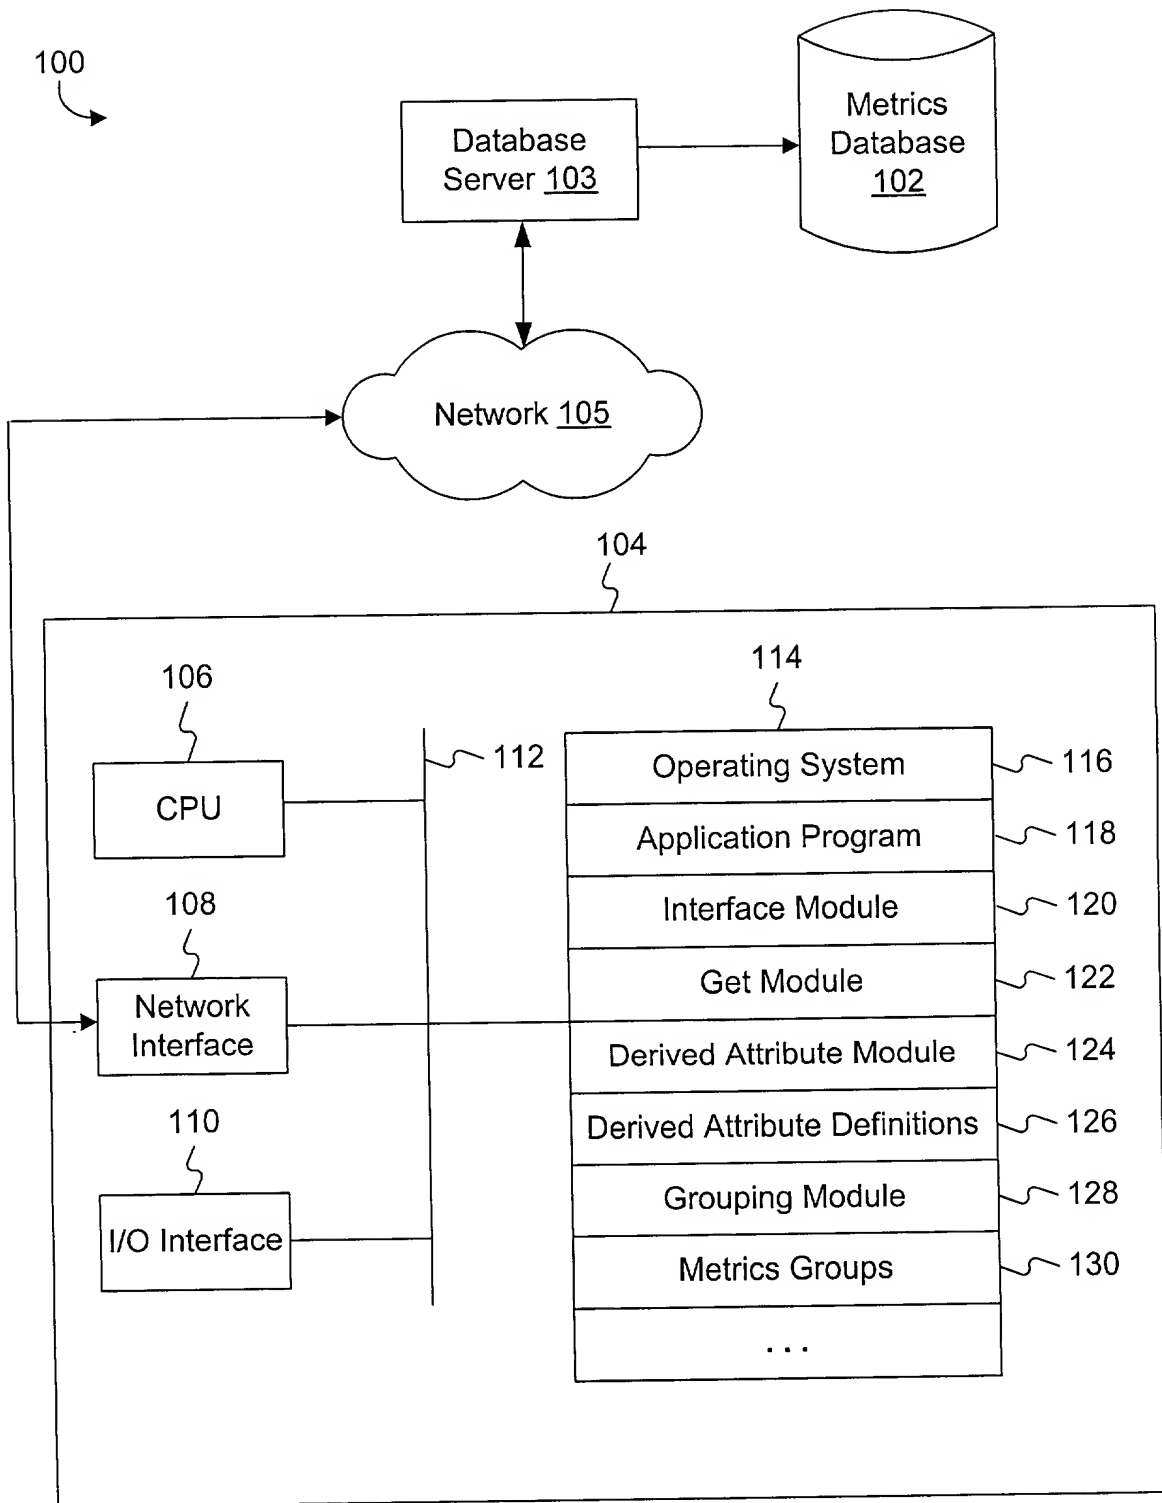 100
Metrics
Database
102
Database
Server 103
Network 105
104
106
114
112
CPU
Operating System
116
Application Program
118
108
Interface Module
120
Network
Interface
Get Module
122
Derived Attribute Module
124
110
Derived Attribute Definitions
126
I/O Interface
Grouping Module
128
Metrics Groups
130
...